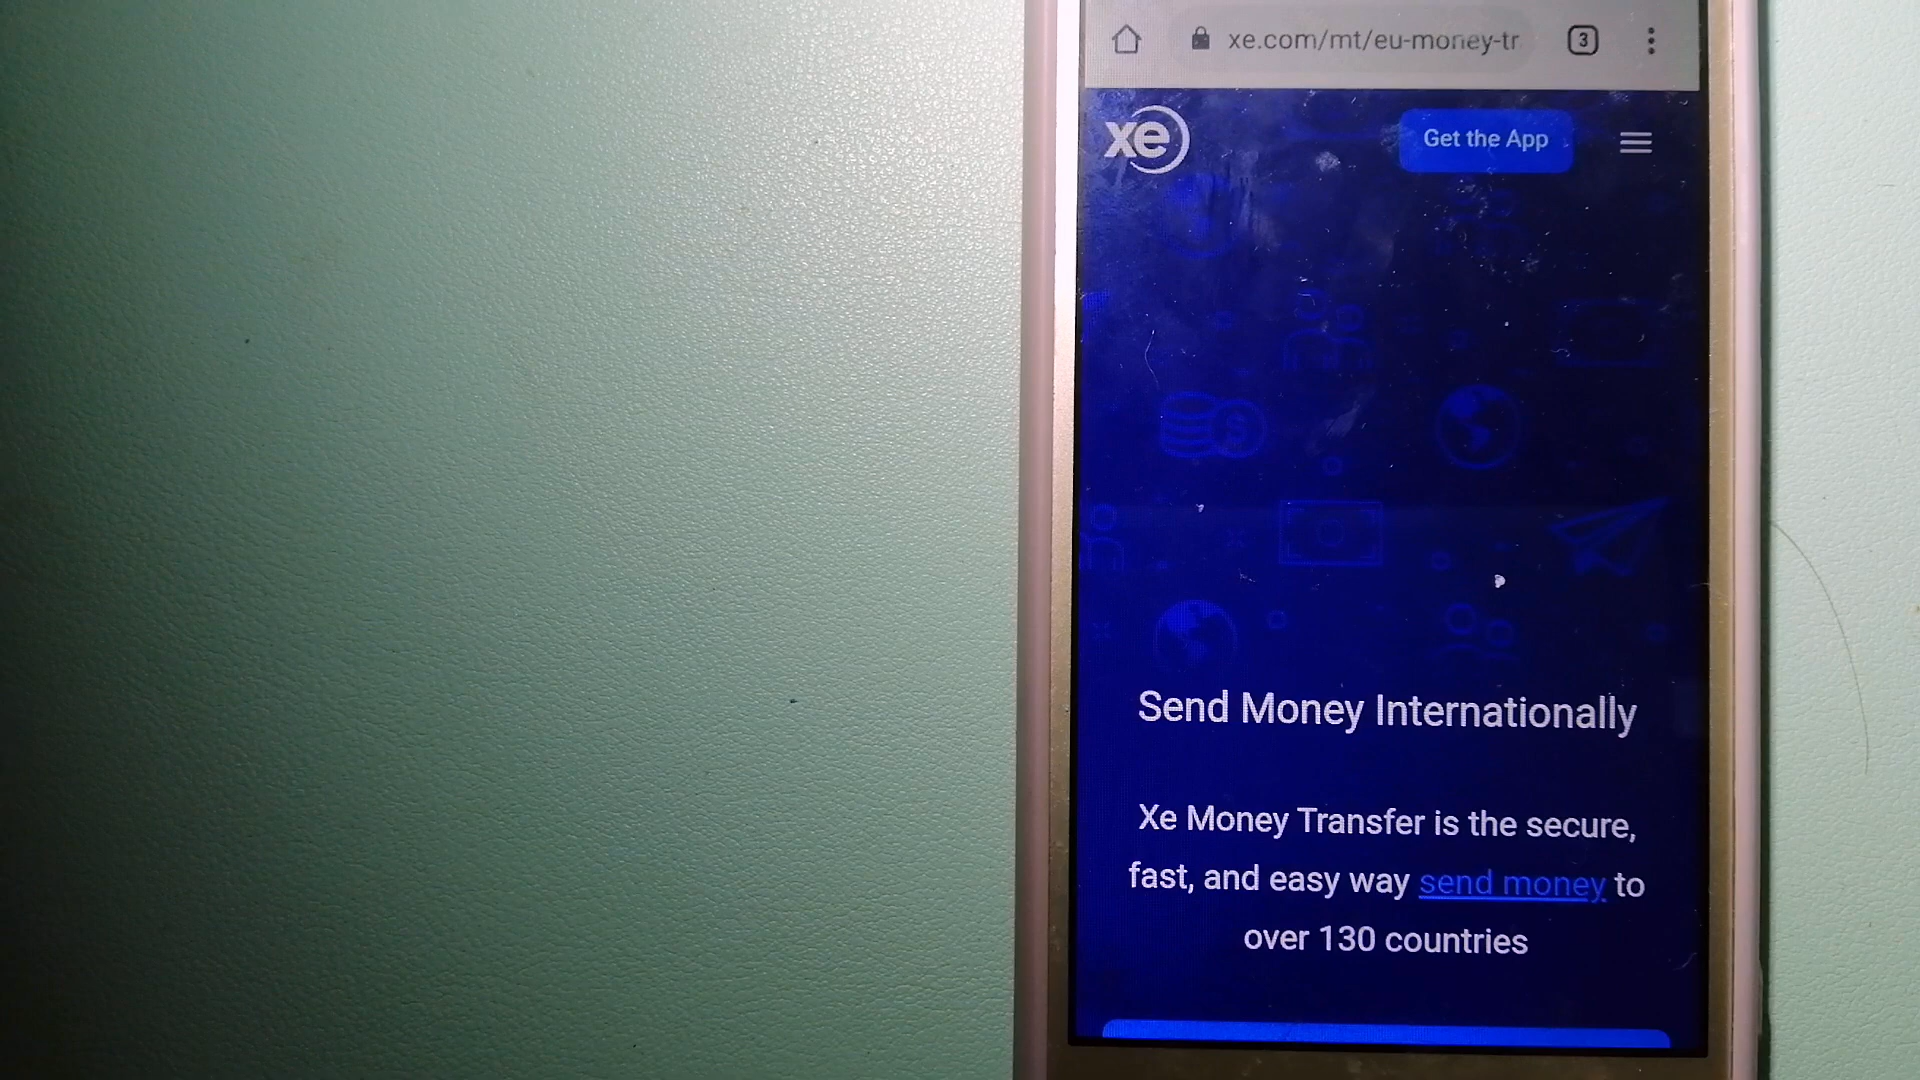 xe.com/mt/eu-money-tr
3
xe
Get the App
Send Money Internationally
Xe Money Transfer is the secure,
fast, and easy way send money to
over 130 countries